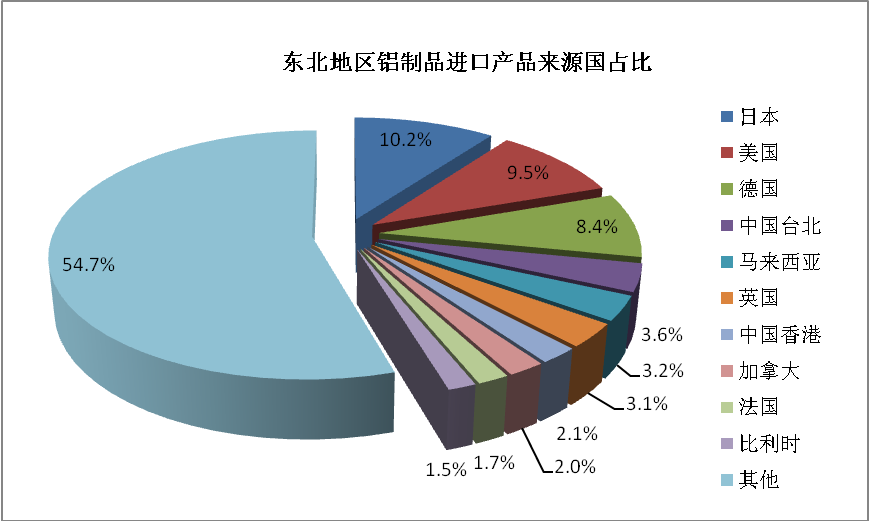 东北地区铝制品进口产品来源国占比
10.2%
9.5%
8.4%
3.6%
3.2%
3.1%
2.1%
2.0%
1.7%
1.5%
54.7%
日本
美国
德国
中国台北
马来西亚
英国
中国香港
加拿大
法国
比利时
其他